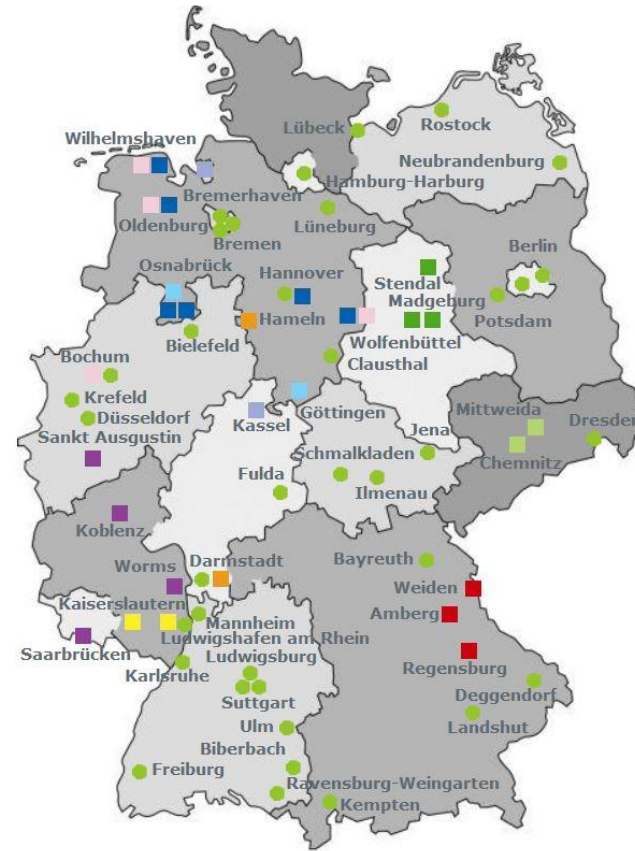 Lübeck
Rostock
Wilhelmshaven
Neubrandenburg
Hamburg-Harburg
Bremerhaven
Oldenburg
Lüneburg
Bremen
Berlin
Osnabrück
Hannover
Stendal
Madgeburg
Potsdam
Hameln
Bielefeld
Wolfenbüttel
Bochum
Clausthal
Krefeld
Düsseldorf
Göttingen
Mittweida
Kassel
Jena
Dresden
Sankt Ausgustin
Schmalkladen
Chemnitz
Fulda
Ilmenau
Koblenz
Darmstadt
Bayreuth
Worms
Weiden
Kaiserslautern
Amberg
Mannheim
Ludwigshafen am Rhein
Saarbrücken
Ludwigsburg
Regensburg
Karlsruhe
Deggendorf
Suttgart
Landshut
Ulm
Biberbach
Freiburg
Ravensburg-Weingarten
Kempten